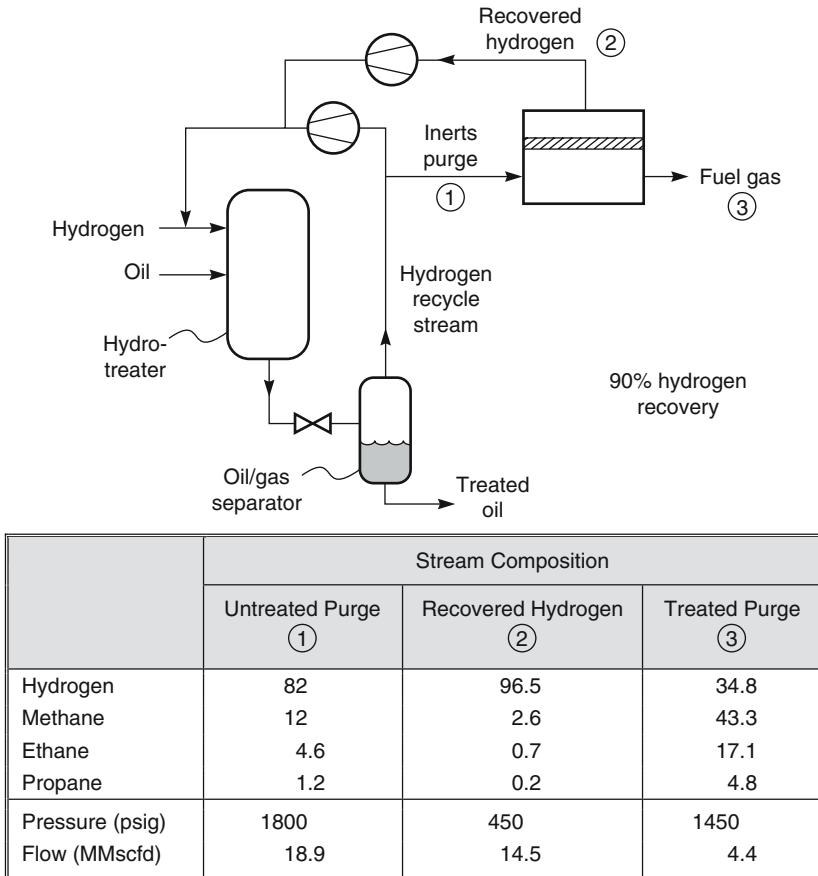 Recovered
hydrogen ②
Inerts
purge
①
Fuel gas
③
Hydrogen
Oil
Hydrogen
recycle
stream
Hydro-
treater
90% hydrogen
recovery
Oil/gas
separator
Treated
oil
Stream Composition
Untreated Purge Recovered Hydrogen Treated Purge
① ② ③
Hydrogen 82 96.5 34.8
Methane 12 2.6 43.3
Ethane 4.6 0.7 17.1
Propane 1.2 0.2 4.8
Pressure (psig) 1800 450 1450
Flow (MMscfd) 18.9 14.5 4.4